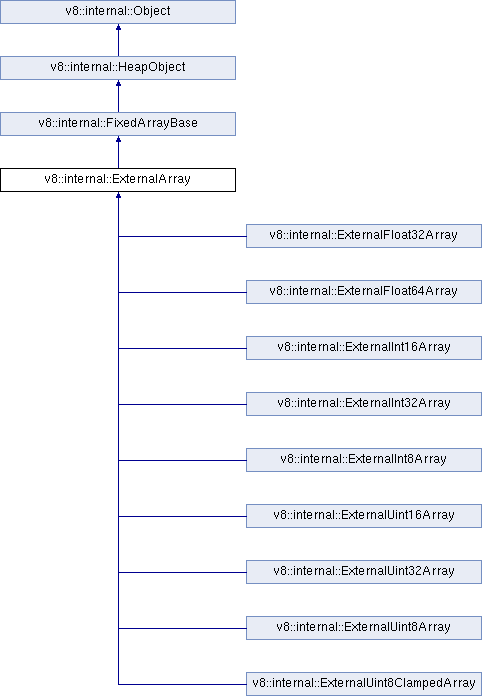 v8::internal::Object
v8::internal::HeapObject
v8::internal::FixedArrayBase
v8::internal::ExternalArray
v8::internal::ExternalFloat32Array
v8::internal::ExternalFloat64Array
v8::internal::ExternalInt16Array
v8::internal::ExternalInt32Array
v8::internal::ExternalInt8Array
v8::internal::ExternalUint16Array
v8::internal::ExternalUint32Array
v8::internal::ExternalUint8Array
v8::internal::ExternalUint8ClampedArray